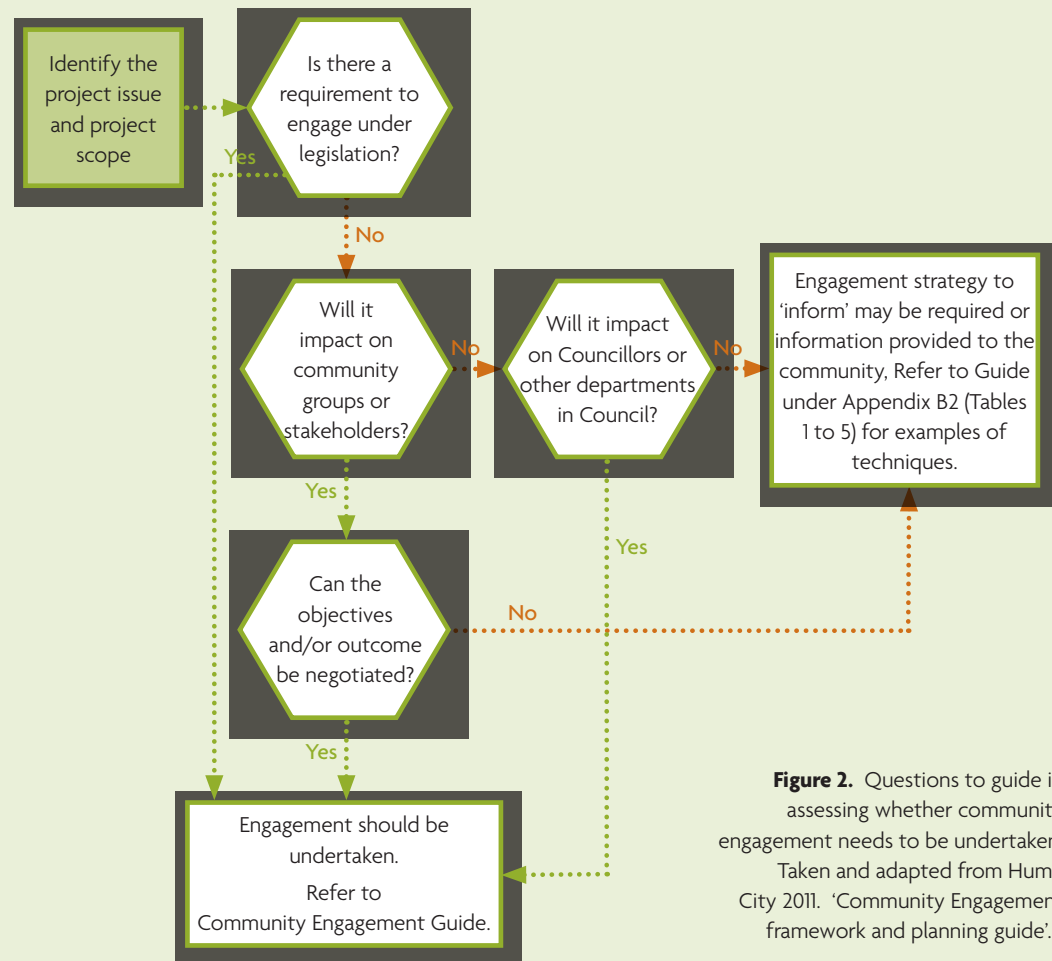 Identify the
project issue
and project
scope
Is there a
requirement to
engage under
legislation?
Yes
No
Will it
impact on
community
groups or
stakeholders?
No
Will it impact
on Councillors or
other departments
in Council?
No
Engagement strategy to
‘inform’ may be required or
information provided to the
community, Refer to Guide
under Appendix B2 (Tables
1 to 5) for examples of
techniques.
Yes
Yes
Can the
objectives
and/or outcome
be negotiated?
No
Yes
Engagement should be
undertaken.
Refer to
Community Engagement Guide.
Figure 2. Questions to guide i
assessing whether communit
engagement needs to be undertake
Taken and adapted from Hum
City 2011. ‘Community Engagemen
framework and planning guide’.